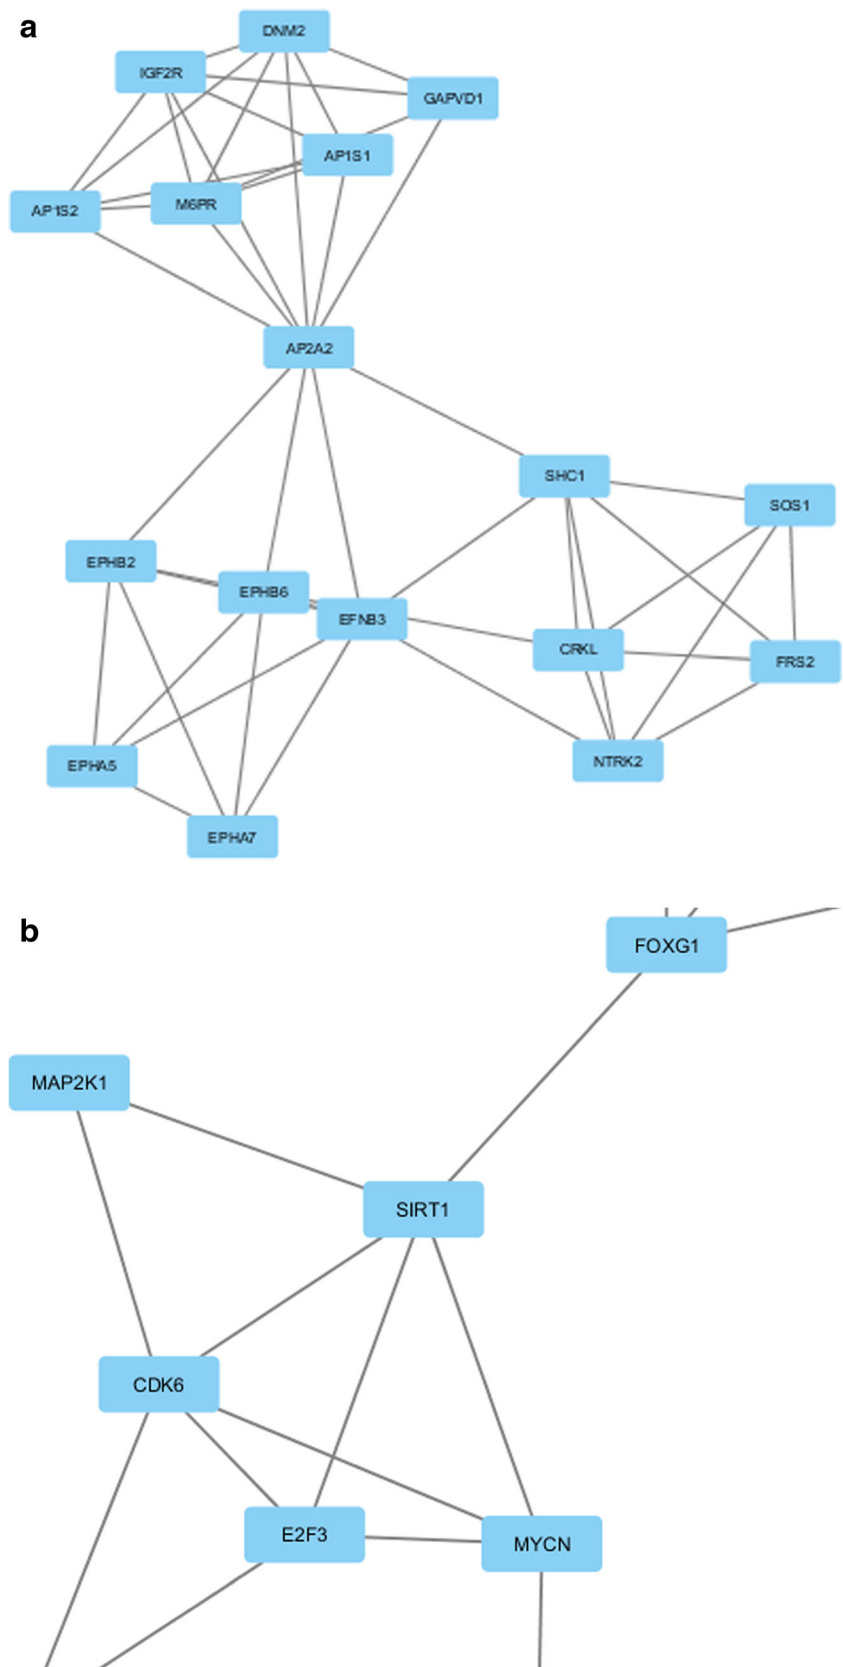 a
DNM2
IGF2R
GAPVD1
AP1S1
M6PR
AP1S2
AP2A2
SHC1
SOS1
EPHB2
EPHB6
EFNB3
CRKL
FRS2
NTRK2
EPHA5
EPHA7
b
FOXG1
MAP2K1
SIRT1
CDK6
E2F3
MYCN